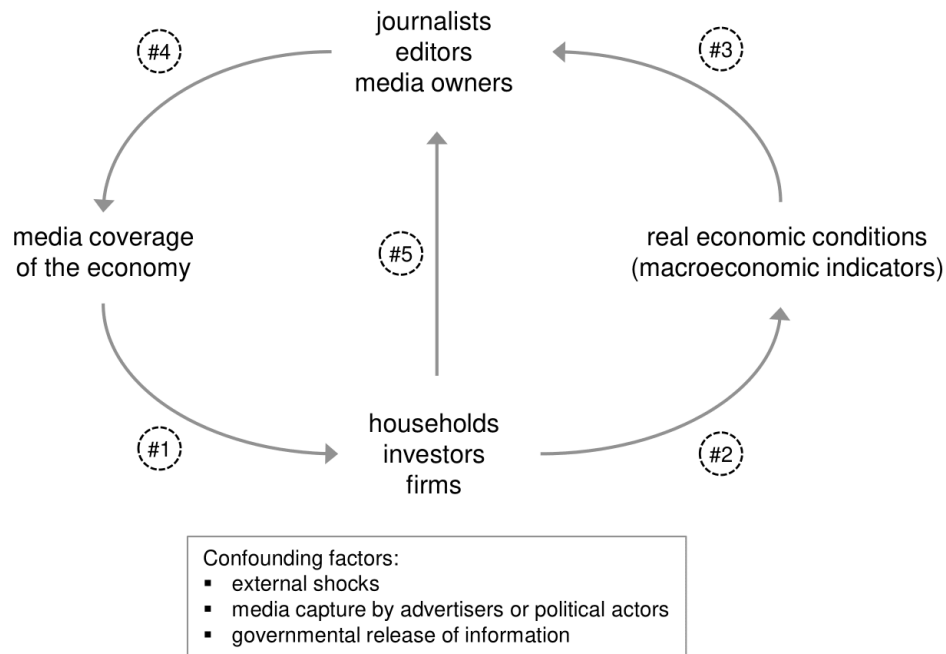 journalists
editors
media owners
#4
#3
media coverage
of the economy
#5
real economic conditions
(macroeconomic indicators)
#1
households
investors
firms
#2
Confounding factors:
▪ external shocks
▪ media capture by advertisers or political actors
▪ governmental release of information